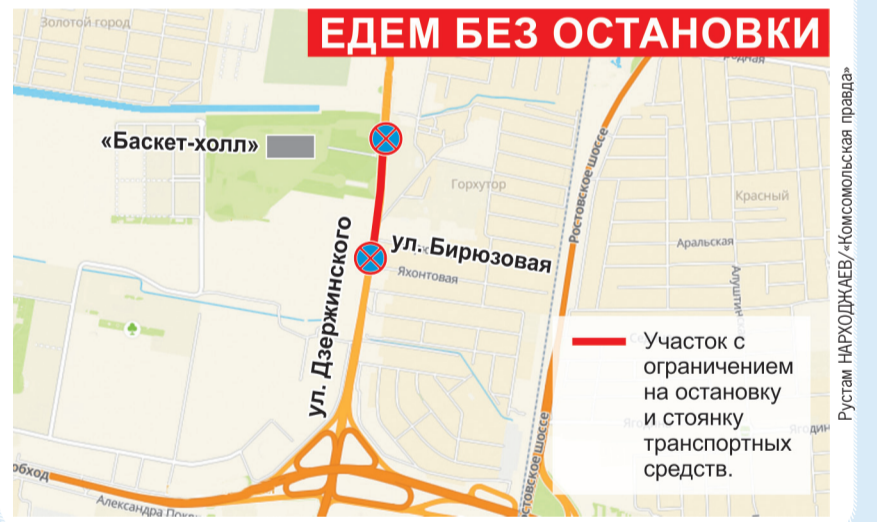 ЕДЕМ БЕЗ ОСТАНОВКИ
Золотой город
«Баскет-холл»
Горхутор
Ростовское шоссе
Красный
ул. Бирюзовая
Аральская
Яхонтовая
ул. Дзержинского
Участок с
ограничением
на остановку
и стоянку
транспортных
средств.
обход
Александра
Рустам НАРХОДЖАЕВ/«Комсомольская правда»